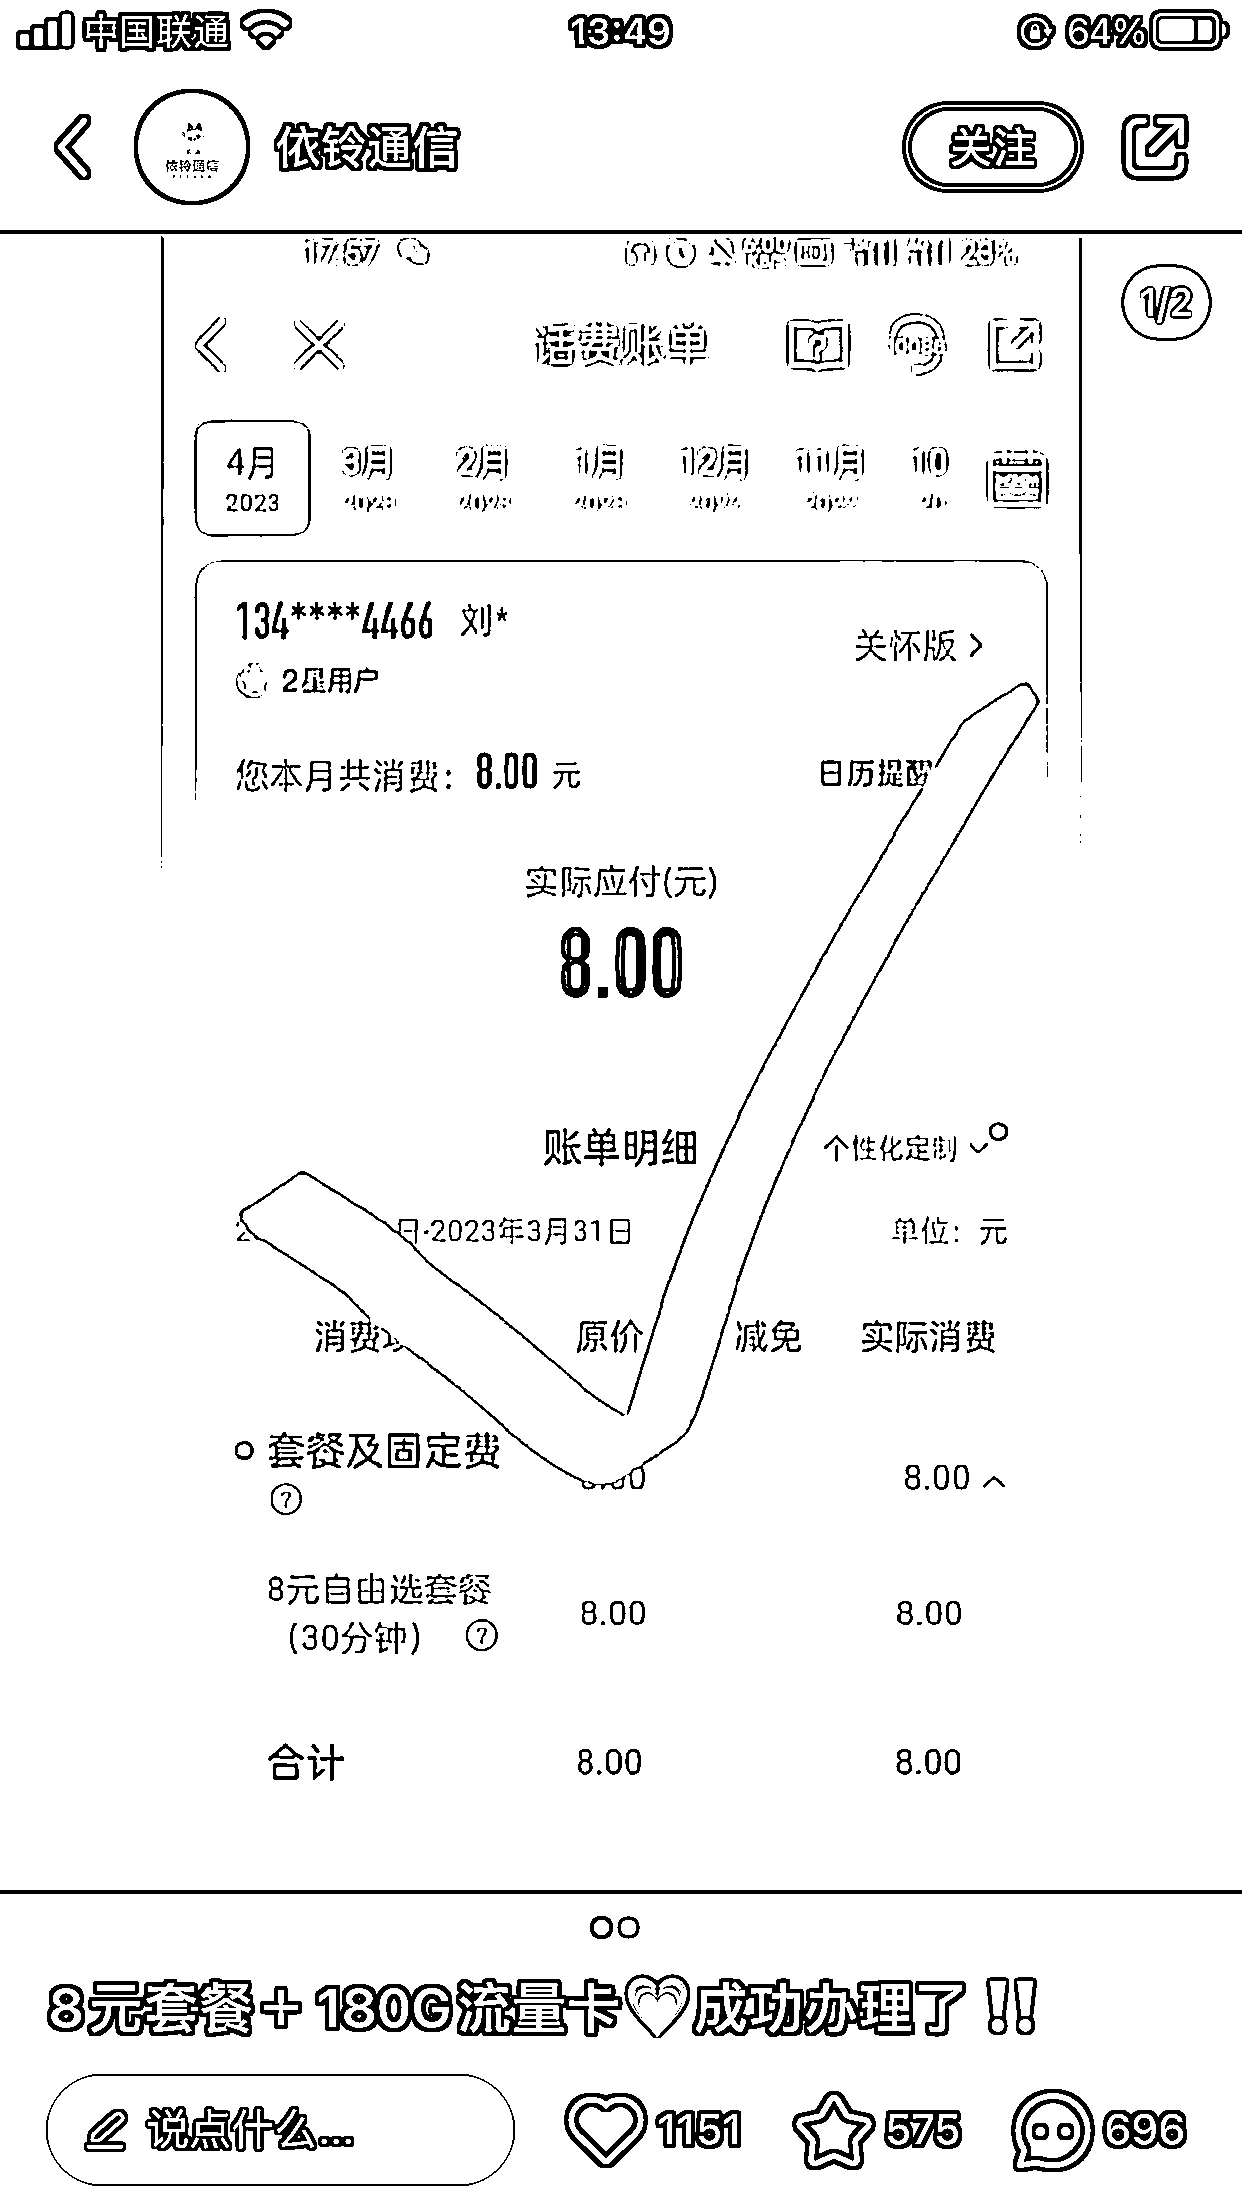 中国联通 13:49 64%
依铃通信 关注
依铃通信
17:57 29%
1/2
话费账单
4月 3月 2月 1月 12月 11月 10
2023 2023 2023 2023 2022 2022
134****4466 刘*
关怀版
2星用户
您本月共消费：8.00 元 日历提醒
实际应付(元)
8.00
账单明细 个性化定制
日-2023年3月31日 单位：元
消费 原价 减免 实际消费
套餐及固定费 8.00
8元自由选套餐
(30分钟) 8.00 8.00
合计 8.00 8.00
8元套餐＋180G流量卡💗成功办理了‼️
说点什么... 1151 575 696